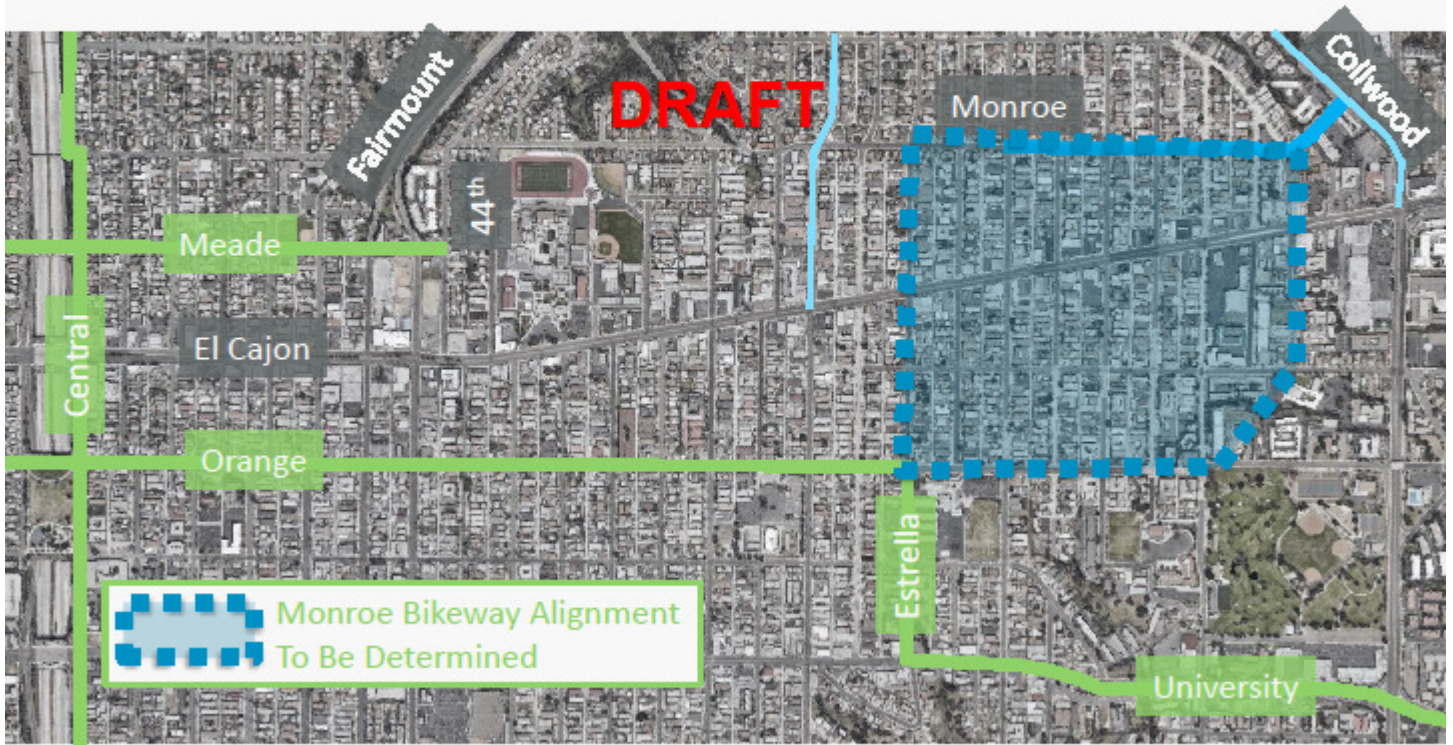 Collwood
Fairmount
DRAFT
Monroe
44th
Meade
El Cajon
Central
Orange
Estrella
Monroe Bikeway Alignment
To Be Determined
University